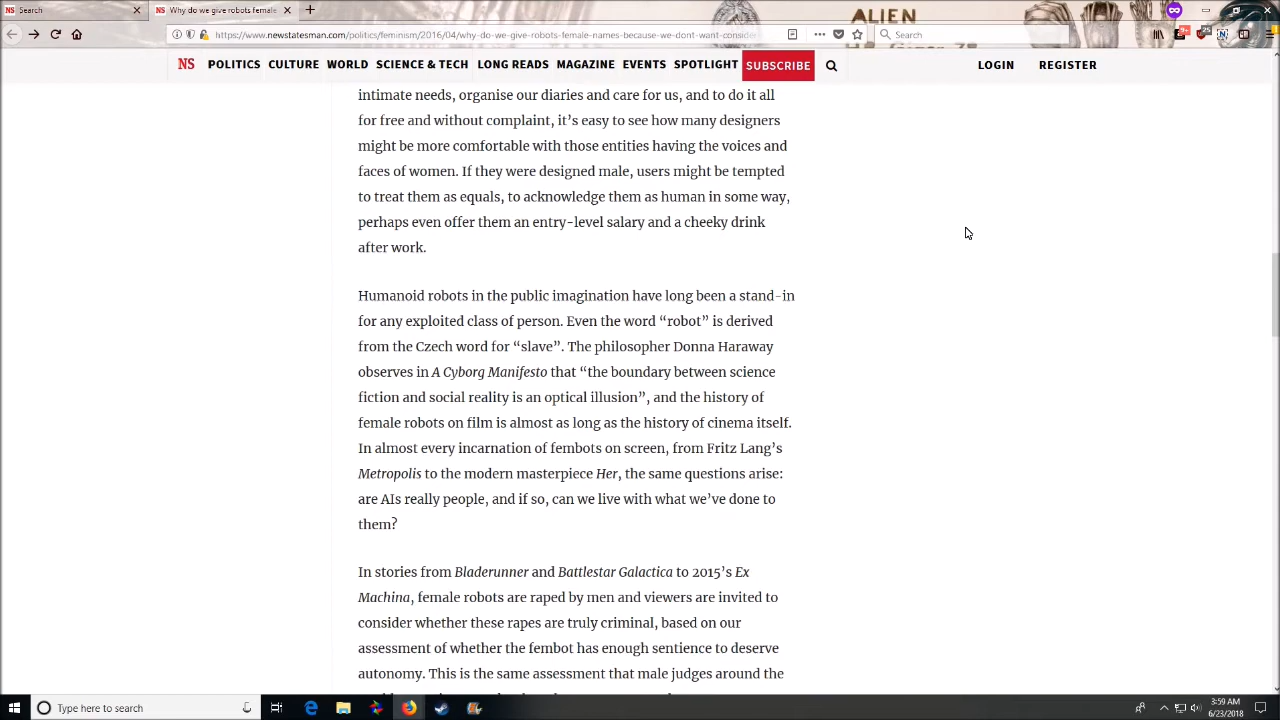 Search
Why do we give robots female
ALIEN
https://www.newstatesman.com/politics/feminism/2016/04/why-do-we-give-robots-female-names-because-we-dont-want-conside
Search
NS POLITICS CULTURE WORLD SCIENCE & TECH LONG READS MAGAZINE EVENTS SPOTLIGHT SUBSCRIBE LOGIN REGISTER
intimate needs, organise our diaries and care for us, and to do it all
for free and without complaint, it’s easy to see how many designers
might be more comfortable with those entities having the voices and
faces of women. If they were designed male, users might be tempted
to treat them as equals, to acknowledge them as human in some way,
perhaps even offer them an entry-level salary and a cheeky drink
after work.
Humanoid robots in the public imagination have long been a stand-in
for any exploited class of person. Even the word “robot” is derived
from the Czech word for “slave”. The philosopher Donna Haraway
observes in A Cyborg Manifesto that “the boundary between science
fiction and social reality is an optical illusion”, and the history of
female robots on film is almost as long as the history of cinema itself.
In almost every incarnation of fembots on screen, from Fritz Lang’s
Metropolis to the modern masterpiece Her, the same questions arise:
are AIs really people, and if so, can we live with what we’ve done to
them?
In stories from Bladerunner and Battlestar Galactica to 2015’s Ex
Machina, female robots are raped by men and viewers are invited to
consider whether these rapes are truly criminal, based on our
assessment of whether the fembot has enough sentience to deserve
autonomy. This is the same assessment that male judges around the
Type here to search
3:59 AM
6/23/2018